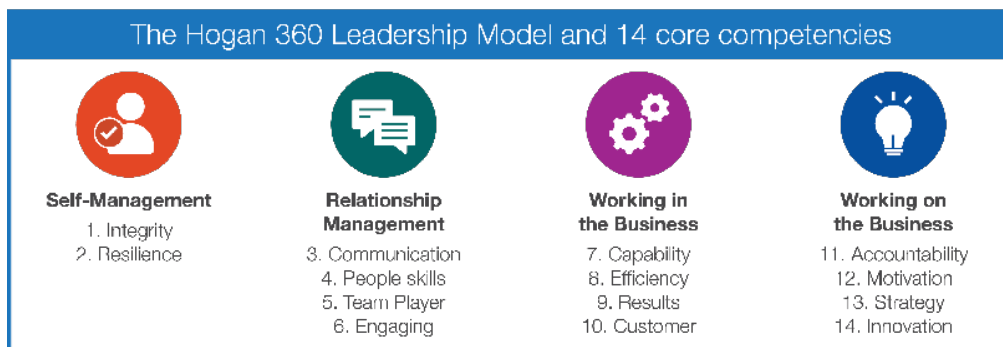 The Hogan 360 Leadership Model and 14 core competencies
Self-Management
1. Integrity
2. Resilience
Relationship
Management
3. Communication
4. People skills
5. Team Player
6. Engaging
Working in
the Business
7. Capability
8. Efficiency
9. Results
10. Customer
Working on
the Business
11. Accountability
12. Motivation
13. Strategy
14. Innovation